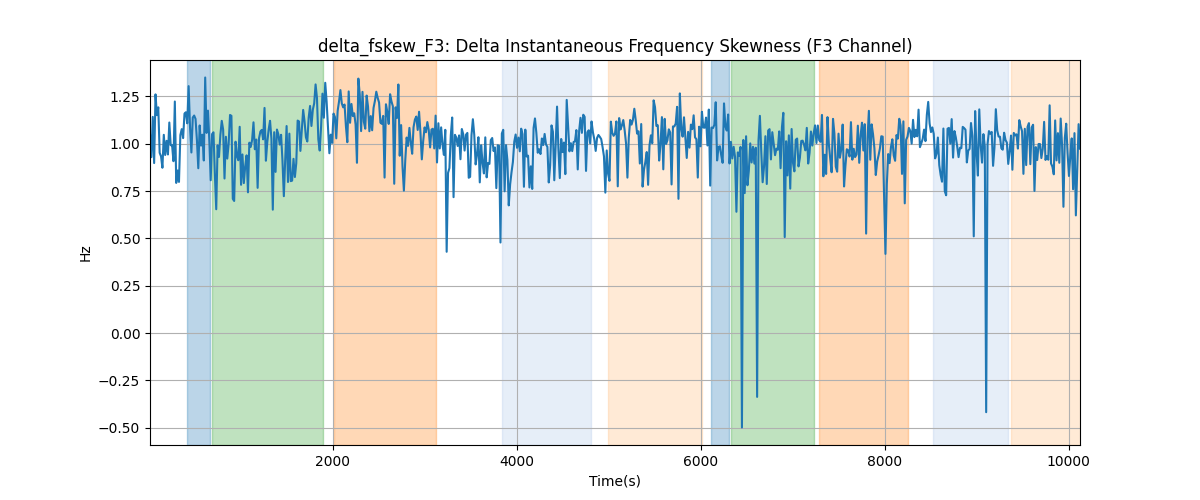 delta_fskew_F3: Delta Instantaneous Frequency Skewness (F3 Channel)
Hz
1.25
1.00
0.75
0.50
0.25
0.00
−0.25
−0.50
2000 4000 6000 8000 10000
Time(s)